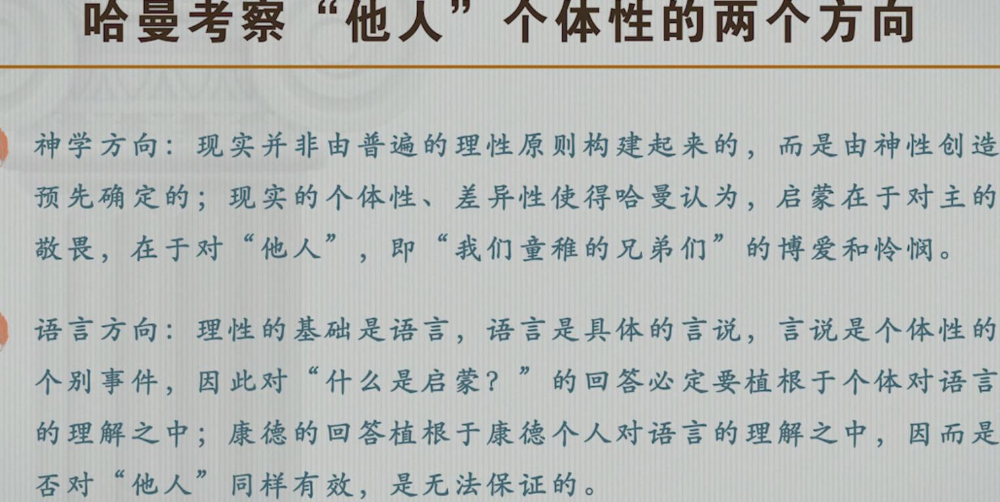 哈曼考察“他人”个体性的两个方向
神学方向：现实并非由普遍的理性原则构建起来的，而是由神性创造
预先确定的；现实的个体性、差异性使得哈曼认为，启蒙在于对主的
敬畏，在于对“他人”，即“我们童稚的兄弟们”的博爱和怜悯。
语言方向：理性的基础是语言，语言是具体的言说，言说是个体性的
个别事件，因此对“什么是启蒙？”的回答必定要植根于个体对语言
的理解之中；康德的回答植根于康德个人对语言的理解之中，因而是
否对“他人”同样有效，是无法保证的。